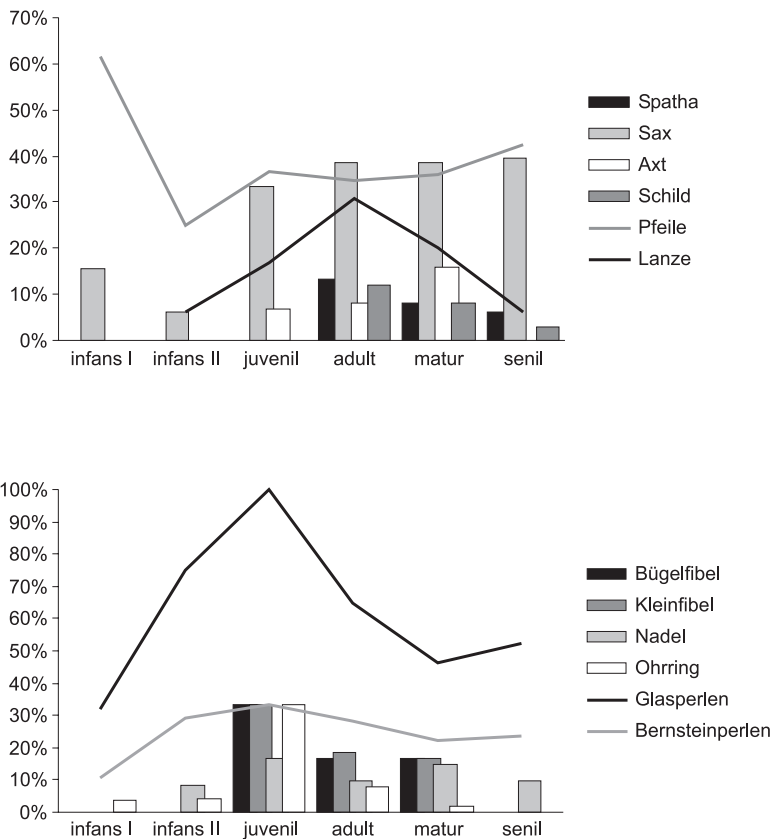 70%
60%
50%
40%
30%
20%
10%
0%
infans I infans II juvenil adult matur senil
Spatha
Sax
Axt
Schild
Pfeile
Lanze
100%
90%
80%
70%
60%
50%
40%
30%
20%
10%
0%
infans I infans II juvenil adult matur senil
Bügelfibel
Kleinfibel
Nadel
Ohrring
Glasperlen
Bernsteinperlen